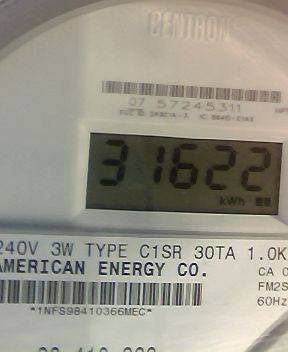 CENTRON
07 57245311
31622
kWh
240V 3W TYPE C1SR 30TA 1.0K
AMERICAN ENERGY CO.
CA 0
FM2S
60Hz
*1NFS98410366MEC*